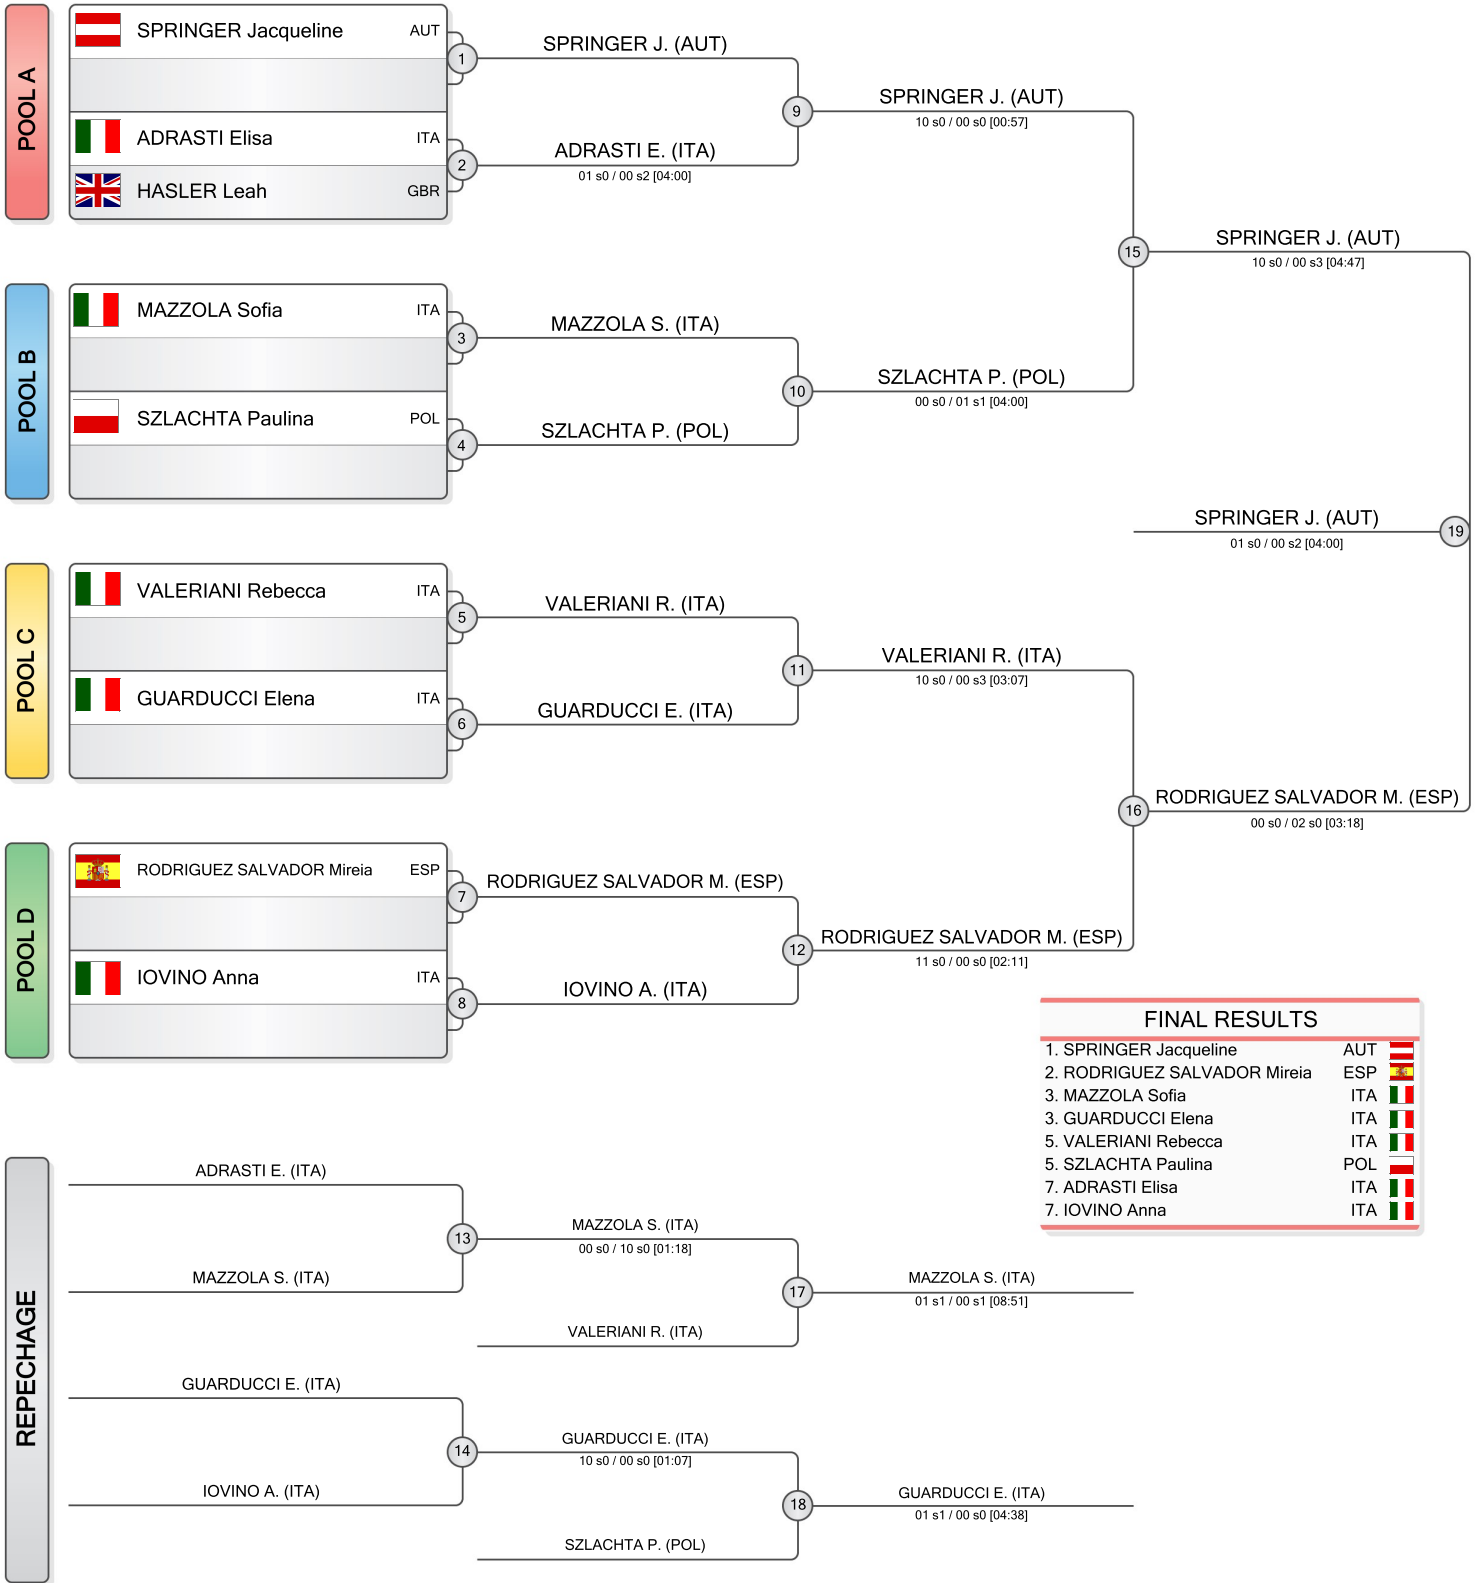 POOL A
SPRINGER Jacqueline AUT
ADRASTI Elisa ITA
HASLER Leah GBR
1
2
SPRINGER J. (AUT)
ADRASTI E. (ITA)
01 s0 / 00 s2 [04:00]
9
SPRINGER J. (AUT)
10 s0 / 00 s0 [00:57]
POOL B
MAZZOLA Sofia ITA
SZLACHTA Paulina POL
3
4
MAZZOLA S. (ITA)
SZLACHTA P. (POL)
10
SZLACHTA P. (POL)
00 s0 / 01 s1 [04:00]
15
SPRINGER J. (AUT)
10 s0 / 00 s3 [04:47]
SPRINGER J. (AUT)
01 s0 / 00 s2 [04:00]
19
POOL C
VALERIANI Rebecca ITA
GUARDUCCI Elena ITA
5
6
VALERIANI R. (ITA)
GUARDUCCI E. (ITA)
11
VALERIANI R. (ITA)
10 s0 / 00 s3 [03:07]
16
RODRIGUEZ SALVADOR M. (ESP)
00 s0 / 02 s0 [03:18]
POOL D
RODRIGUEZ SALVADOR Mireia ESP
IOVINO Anna ITA
7
8
RODRIGUEZ SALVADOR M. (ESP)
IOVINO A. (ITA)
12
RODRIGUEZ SALVADOR M. (ESP)
11 s0 / 00 s0 [02:11]
FINAL RESULTS
1. SPRINGER Jacqueline AUT
2. RODRIGUEZ SALVADOR Mireia ESP
3. MAZZOLA Sofia ITA
3. GUARDUCCI Elena ITA
5. VALERIANI Rebecca ITA
5. SZLACHTA Paulina POL
7. ADRASTI Elisa ITA
7. IOVINO Anna ITA
REPECHAGE
ADRASTI E. (ITA)
MAZZOLA S. (ITA)
13
MAZZOLA S. (ITA)
00 s0 / 10 s0 [01:18]
VALERIANI R. (ITA)
17
MAZZOLA S. (ITA)
01 s1 / 00 s1 [08:51]
GUARDUCCI E. (ITA)
IOVINO A. (ITA)
14
GUARDUCCI E. (ITA)
10 s0 / 00 s0 [01:07]
SZLACHTA P. (POL)
18
GUARDUCCI E. (ITA)
01 s1 / 00 s0 [04:38]